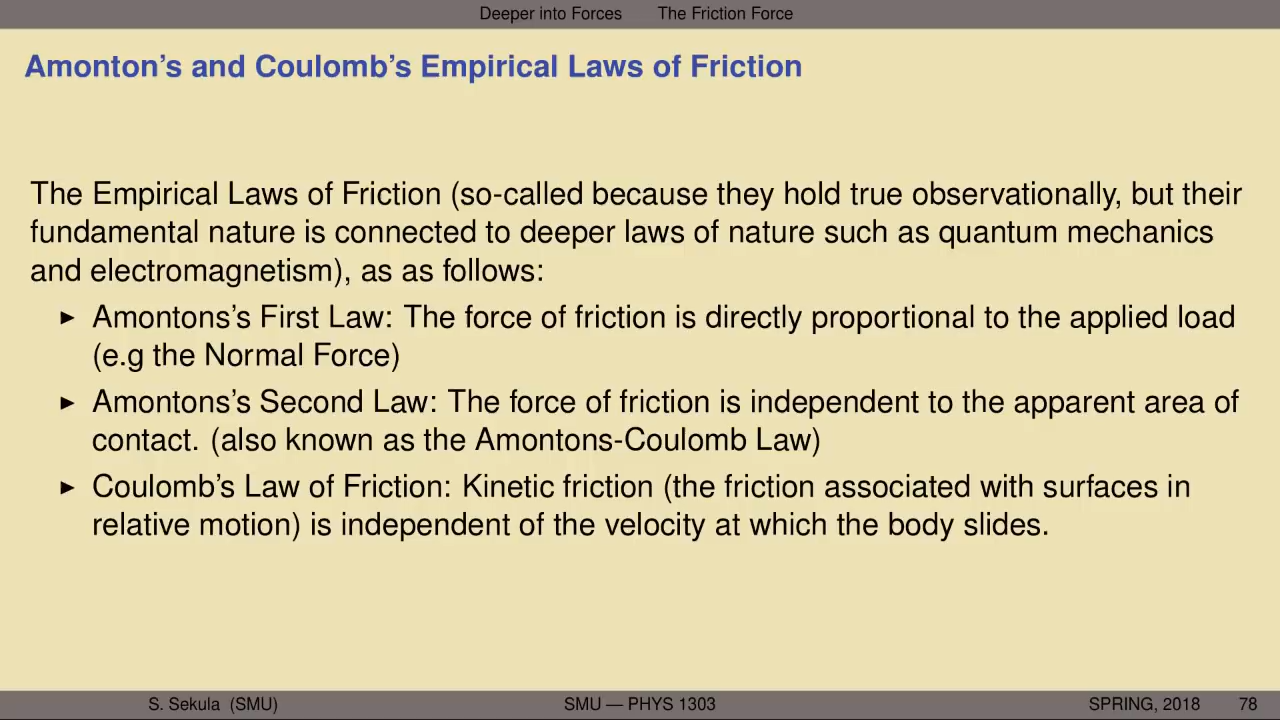 Deeper into Forces The Friction Force
Amonton's and Coulomb's Empirical Laws of Friction
The Empirical Laws of Friction (so-called because they hold true observationally, but their
fundamental nature is connected to deeper laws of nature such as quantum mechanics
and electromagnetism), as as follows:
▶ Amontons's First Law: The force of friction is directly proportional to the applied load
(e.g the Normal Force)
▶ Amontons's Second Law: The force of friction is independent to the apparent area of
contact. (also known as the Amontons-Coulomb Law)
▶ Coulomb's Law of Friction: Kinetic friction (the friction associated with surfaces in
relative motion) is independent of the velocity at which the body slides.
S. Sekula (SMU) SMU — PHYS 1303 SPRING, 2018 78